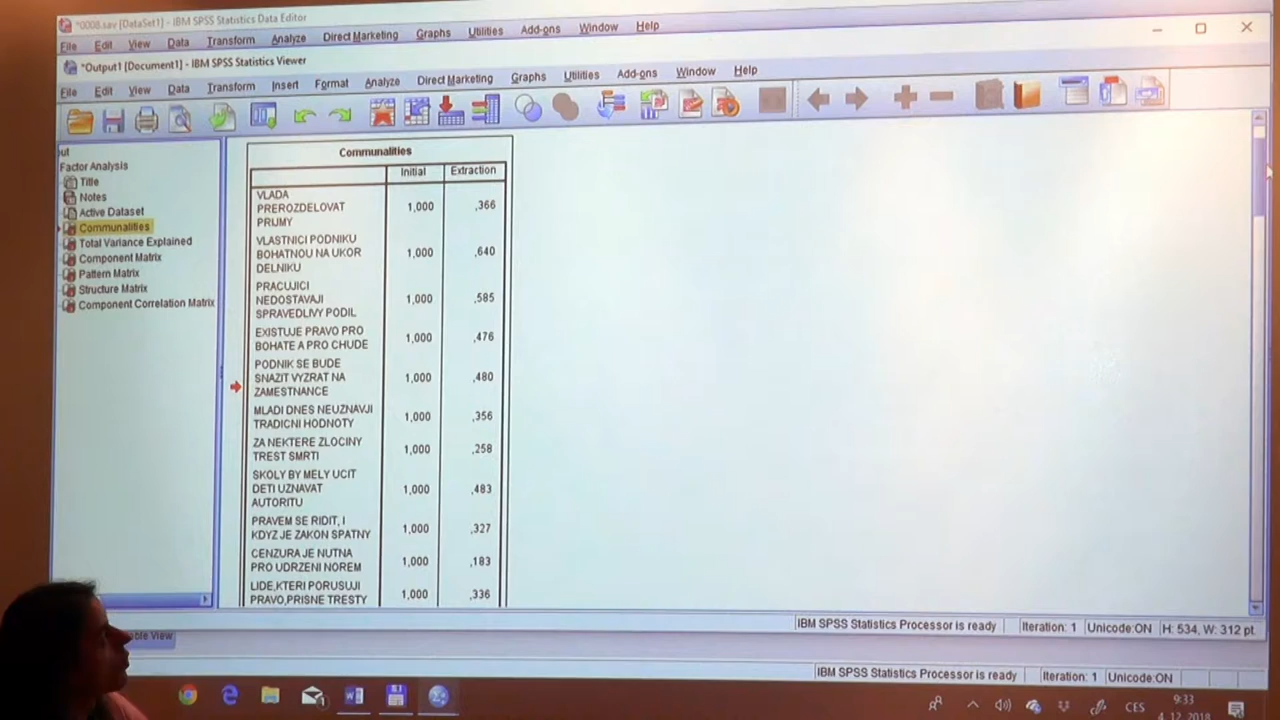 *0008.sav [DataSet1] - IBM SPSS Statistics Data Editor
File Edit View Data Transform Analyze Direct Marketing Graphs Utilities Add-ons Window Help
*Output1 [Document1] - IBM SPSS Statistics Viewer
File Edit View Data Transform Insert Format Analyze Direct Marketing Graphs Utilities Add-ons Window Help
ut
Factor Analysis
Title
Notes
Active Dataset
Communalities
Total Variance Explained
Component Matrix
Pattern Matrix
Structure Matrix
Component Correlation Matrix
Communalities
Initial Extraction
VLADA
PREROZDELOVAT 1,000 ,366
PRIJMY
VLASTNICI PODNIKU
BOHATNOU NA UKOR 1,000 ,640
DELNIKU
PRACUJICI
NEDOSTAVAJI 1,000 ,585
SPRAVEDLIVY PODIL
EXISTUJE PRAVO PRO
BOHATE A PRO CHUDE 1,000 ,476
PODNIK SE BUDE
SNAZIT VYZRAT NA 1,000 ,480
ZAMESTNANCE
MLADI DNES NEUZNAVJI
TRADICNI HODNOTY 1,000 ,356
ZA NEKTERE ZLOCINY
TREST SMRTI 1,000 ,258
SKOLY BY MELY UCIT
DETI UZNAVAT 1,000 ,483
AUTORITU
PRAVEM SE RIDIT, I
KDYZ JE ZAKON SPATNY 1,000 ,327
CENZURA JE NUTNA
PRO UDRZENI NOREM 1,000 ,183
LIDE,KTERI PORUSUJI
PRAVO,PRISNE TRESTY 1,000 ,336
IBM SPSS Statistics Processor is ready Iteration: 1 Unicode:ON H: 534, W: 312 pt.
ble View
IBM SPSS Statistics Processor is ready Iteration: 1 Unicode:ON
CES
9:33
4. 12. 2018